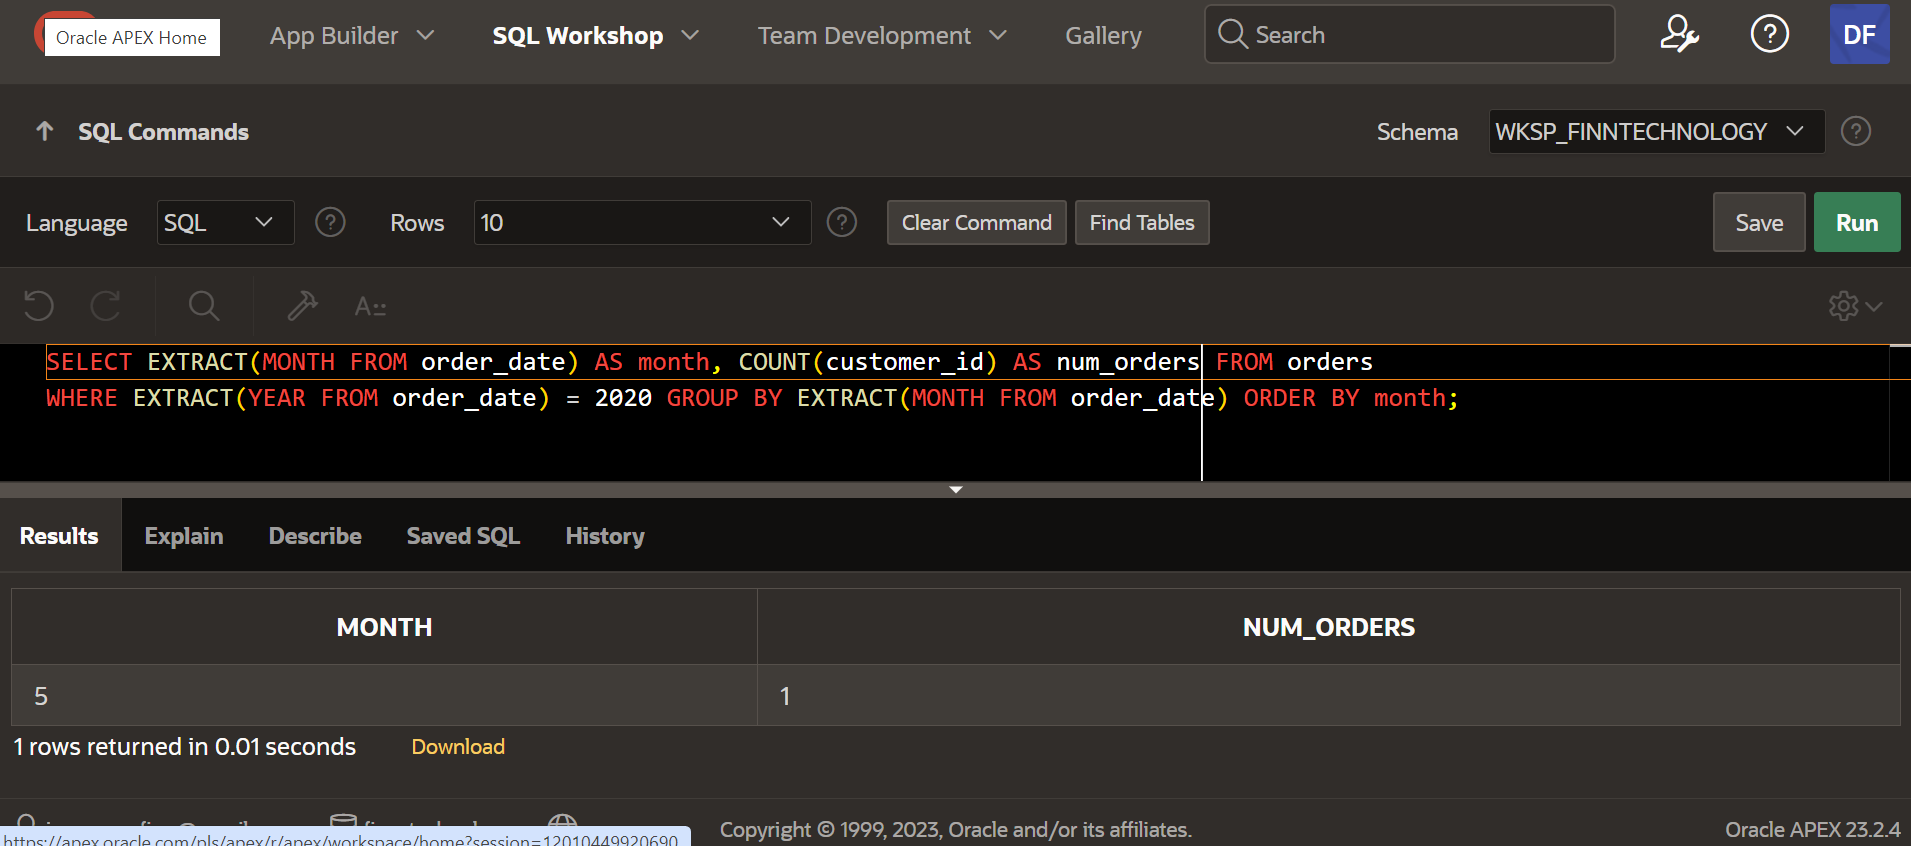 Oracle APEX Home
App Builder
SQL Workshop
Team Development
Gallery
Search
DF
SQL Commands
Schema
WKSP_FINNTECHNOLOGY
Language
SQL
Rows
10
Clear Command
Find Tables
Save
Run
SELECT EXTRACT(MONTH FROM order_date) AS month, COUNT(customer_id) AS num_orders FROM orders
WHERE EXTRACT(YEAR FROM order_date) = 2020 GROUP BY EXTRACT(MONTH FROM order_date) ORDER BY month;
Results
Explain
Describe
Saved SQL
History
MONTH
NUM_ORDERS
5
1
1 rows returned in 0.01 seconds
Download
https://apex.oracle.com/pls/apex/r/apex/workspace/home?session=12010449920690
Copyright © 1999, 2023, Oracle and/or its affiliates.
Oracle APEX 23.2.4